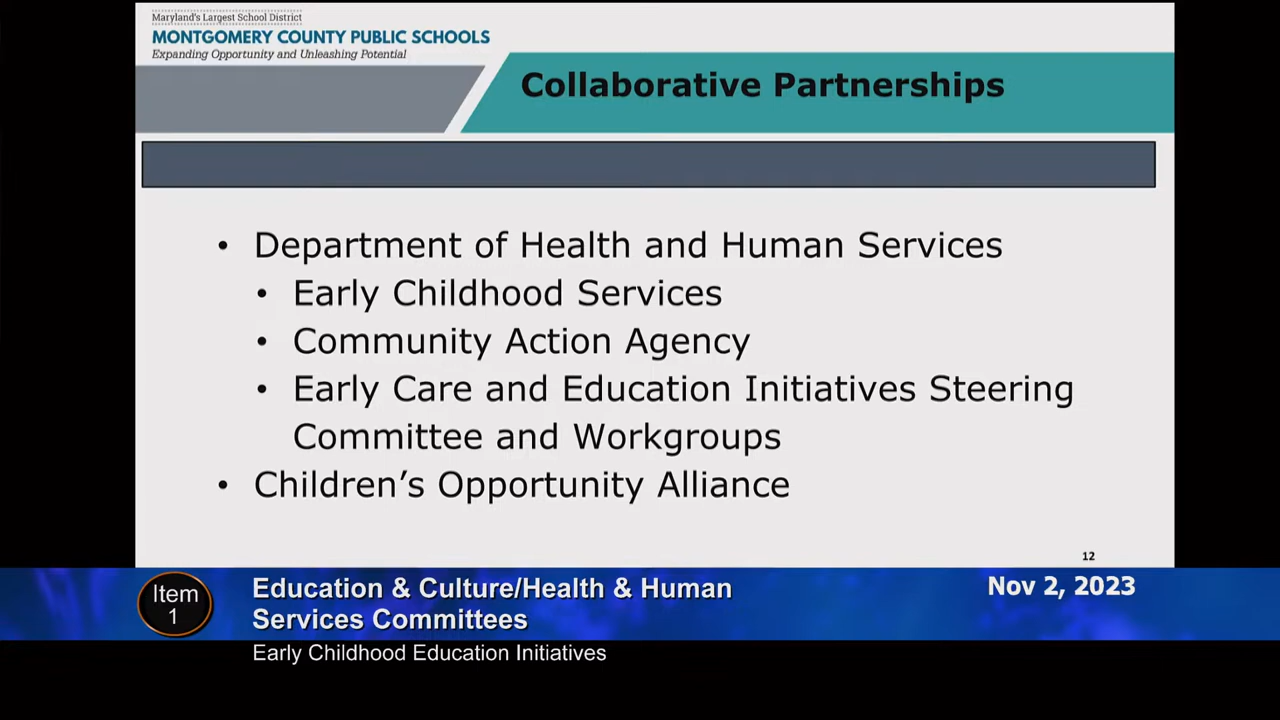 Maryland's Largest School District
MONTGOMERY COUNTY PUBLIC SCHOOLS
Expanding Opportunity and Unleashing Potential
Collaborative Partnerships
• Department of Health and Human Services
• Early Childhood Services
• Community Action Agency
• Early Care and Education Initiatives Steering
Committee and Workgroups
• Children’s Opportunity Alliance
12
Item
1
Education & Culture/Health & Human
Services Committees
Nov 2, 2023
Early Childhood Education Initiatives